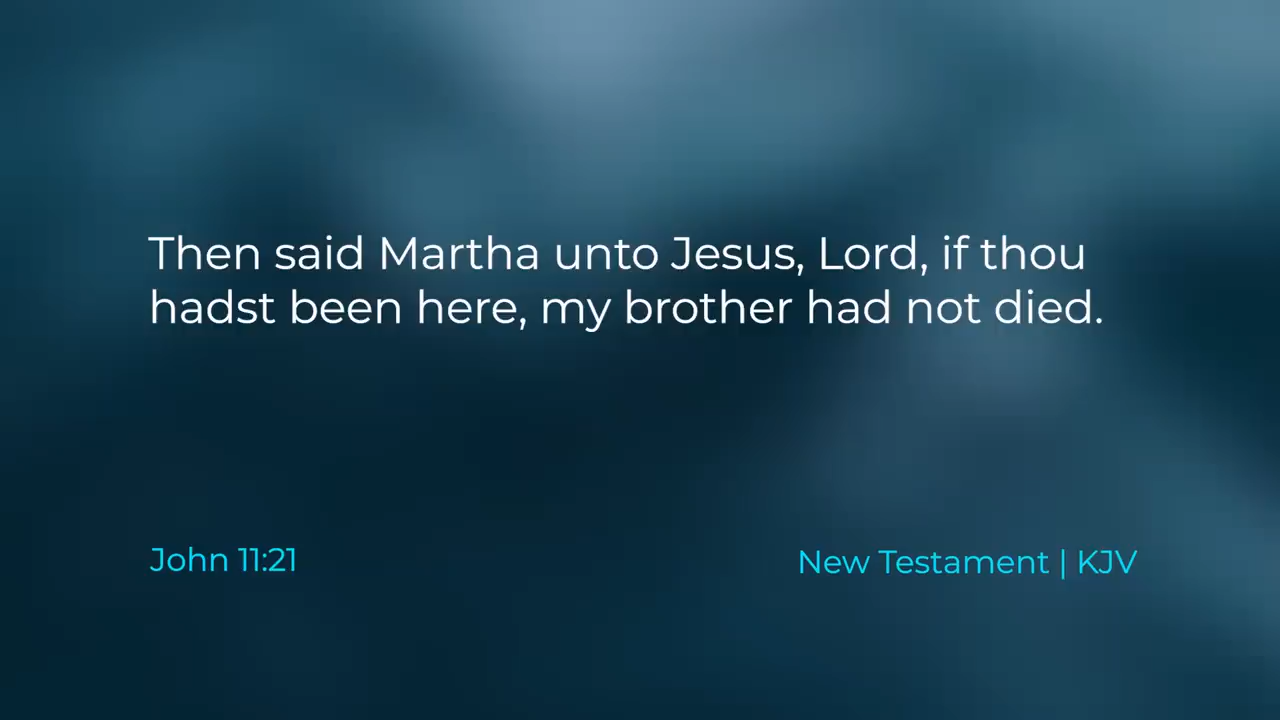 Then said Martha unto Jesus, Lord, if thou
hadst been here, my brother had not died.
John 11:21
New Testament | KJV